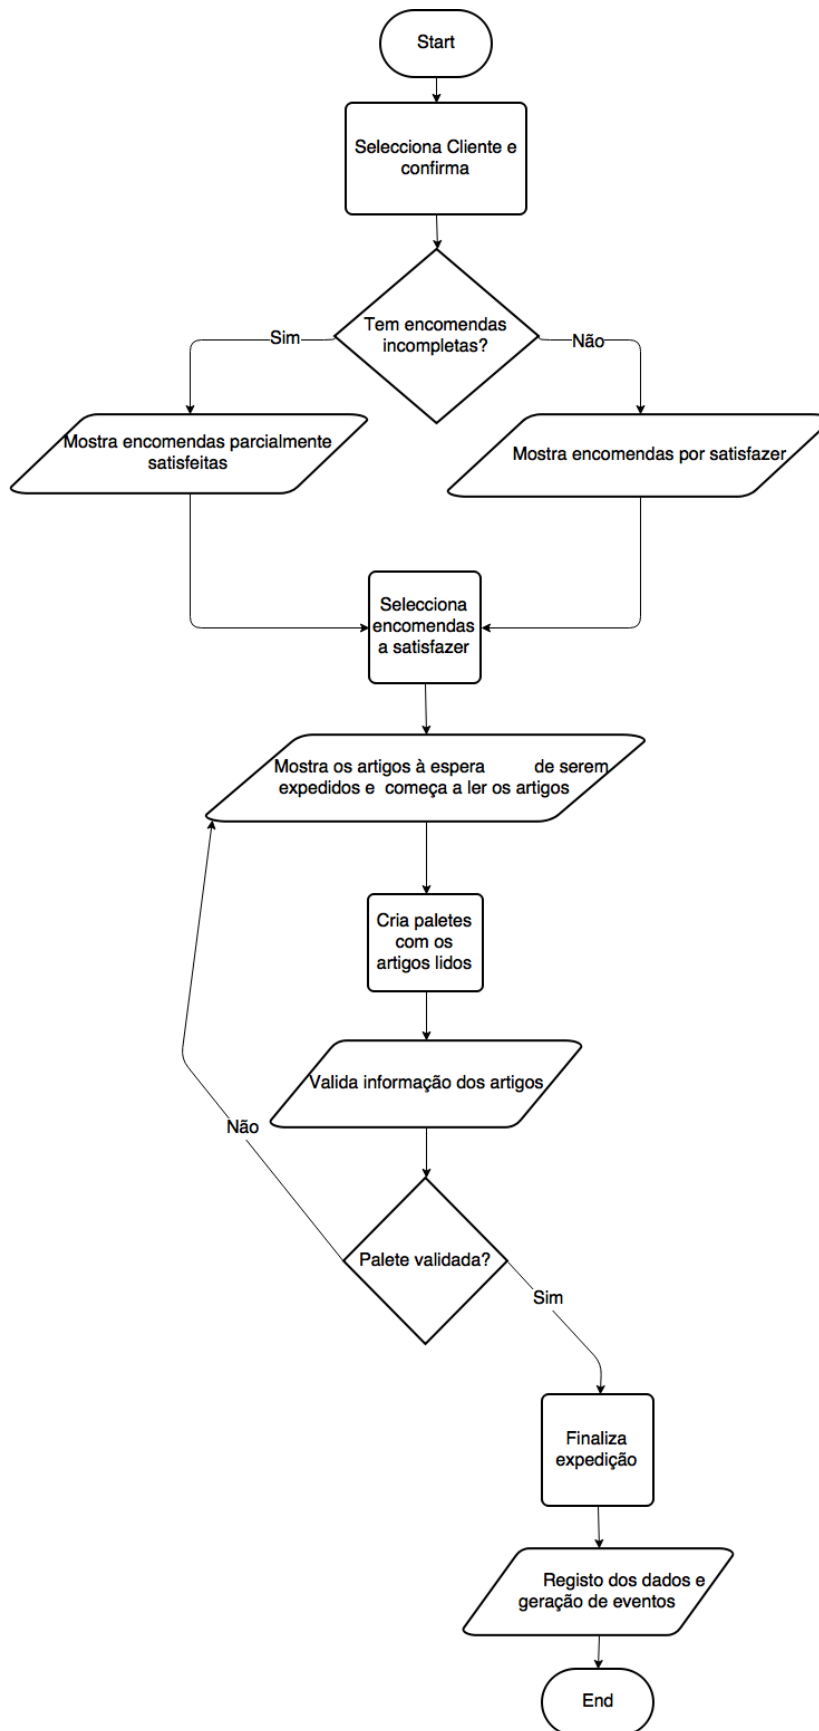 Start
Selecciona Cliente e
confirma
Tem encomendas
incompletas?
Sim
Não
Mostra encomendas parcialmente
satisfeitas
Mostra encomendas por satisfazer
Selecciona
encomendas
a satisfazer
Mostra os artigos à espera de serem
expedidos e começa a ler os artigos
Cria paletes
com os
artigos lidos
Valida informação dos artigos
Não
Palete validada?
Sim
Finaliza
expedição
Registo dos dados e
geração de eventos
End